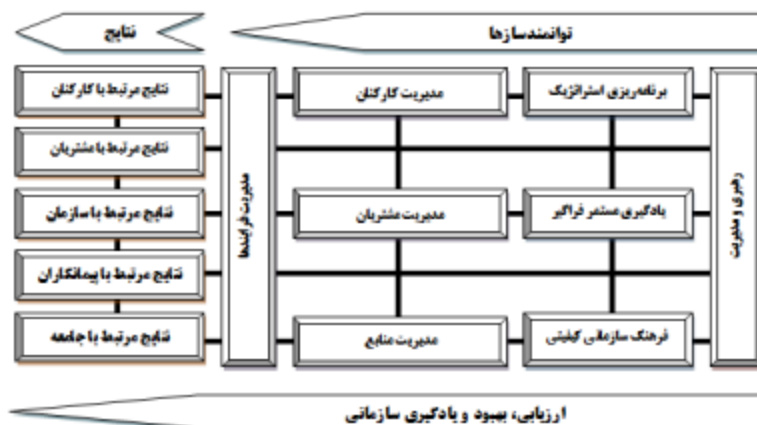 توانمندسازها
نتایج
رهبری و مدیریت
برنامه‌ریزی استراتژیک
مدیریت کارکنان
مدیریت فرایندها
نتایج مرتبط با کارکنان
نتایج مرتبط با مشتریان
یادگیری مستمر فراگیر
مدیریت مشتریان
نتایج مرتبط با سازمان
نتایج مرتبط با پیمانکاران
فرهنگ سازمانی کیفیتی
مدیریت منابع
نتایج مرتبط با جامعه
ارزیابی، بهبود و یادگیری سازمانی